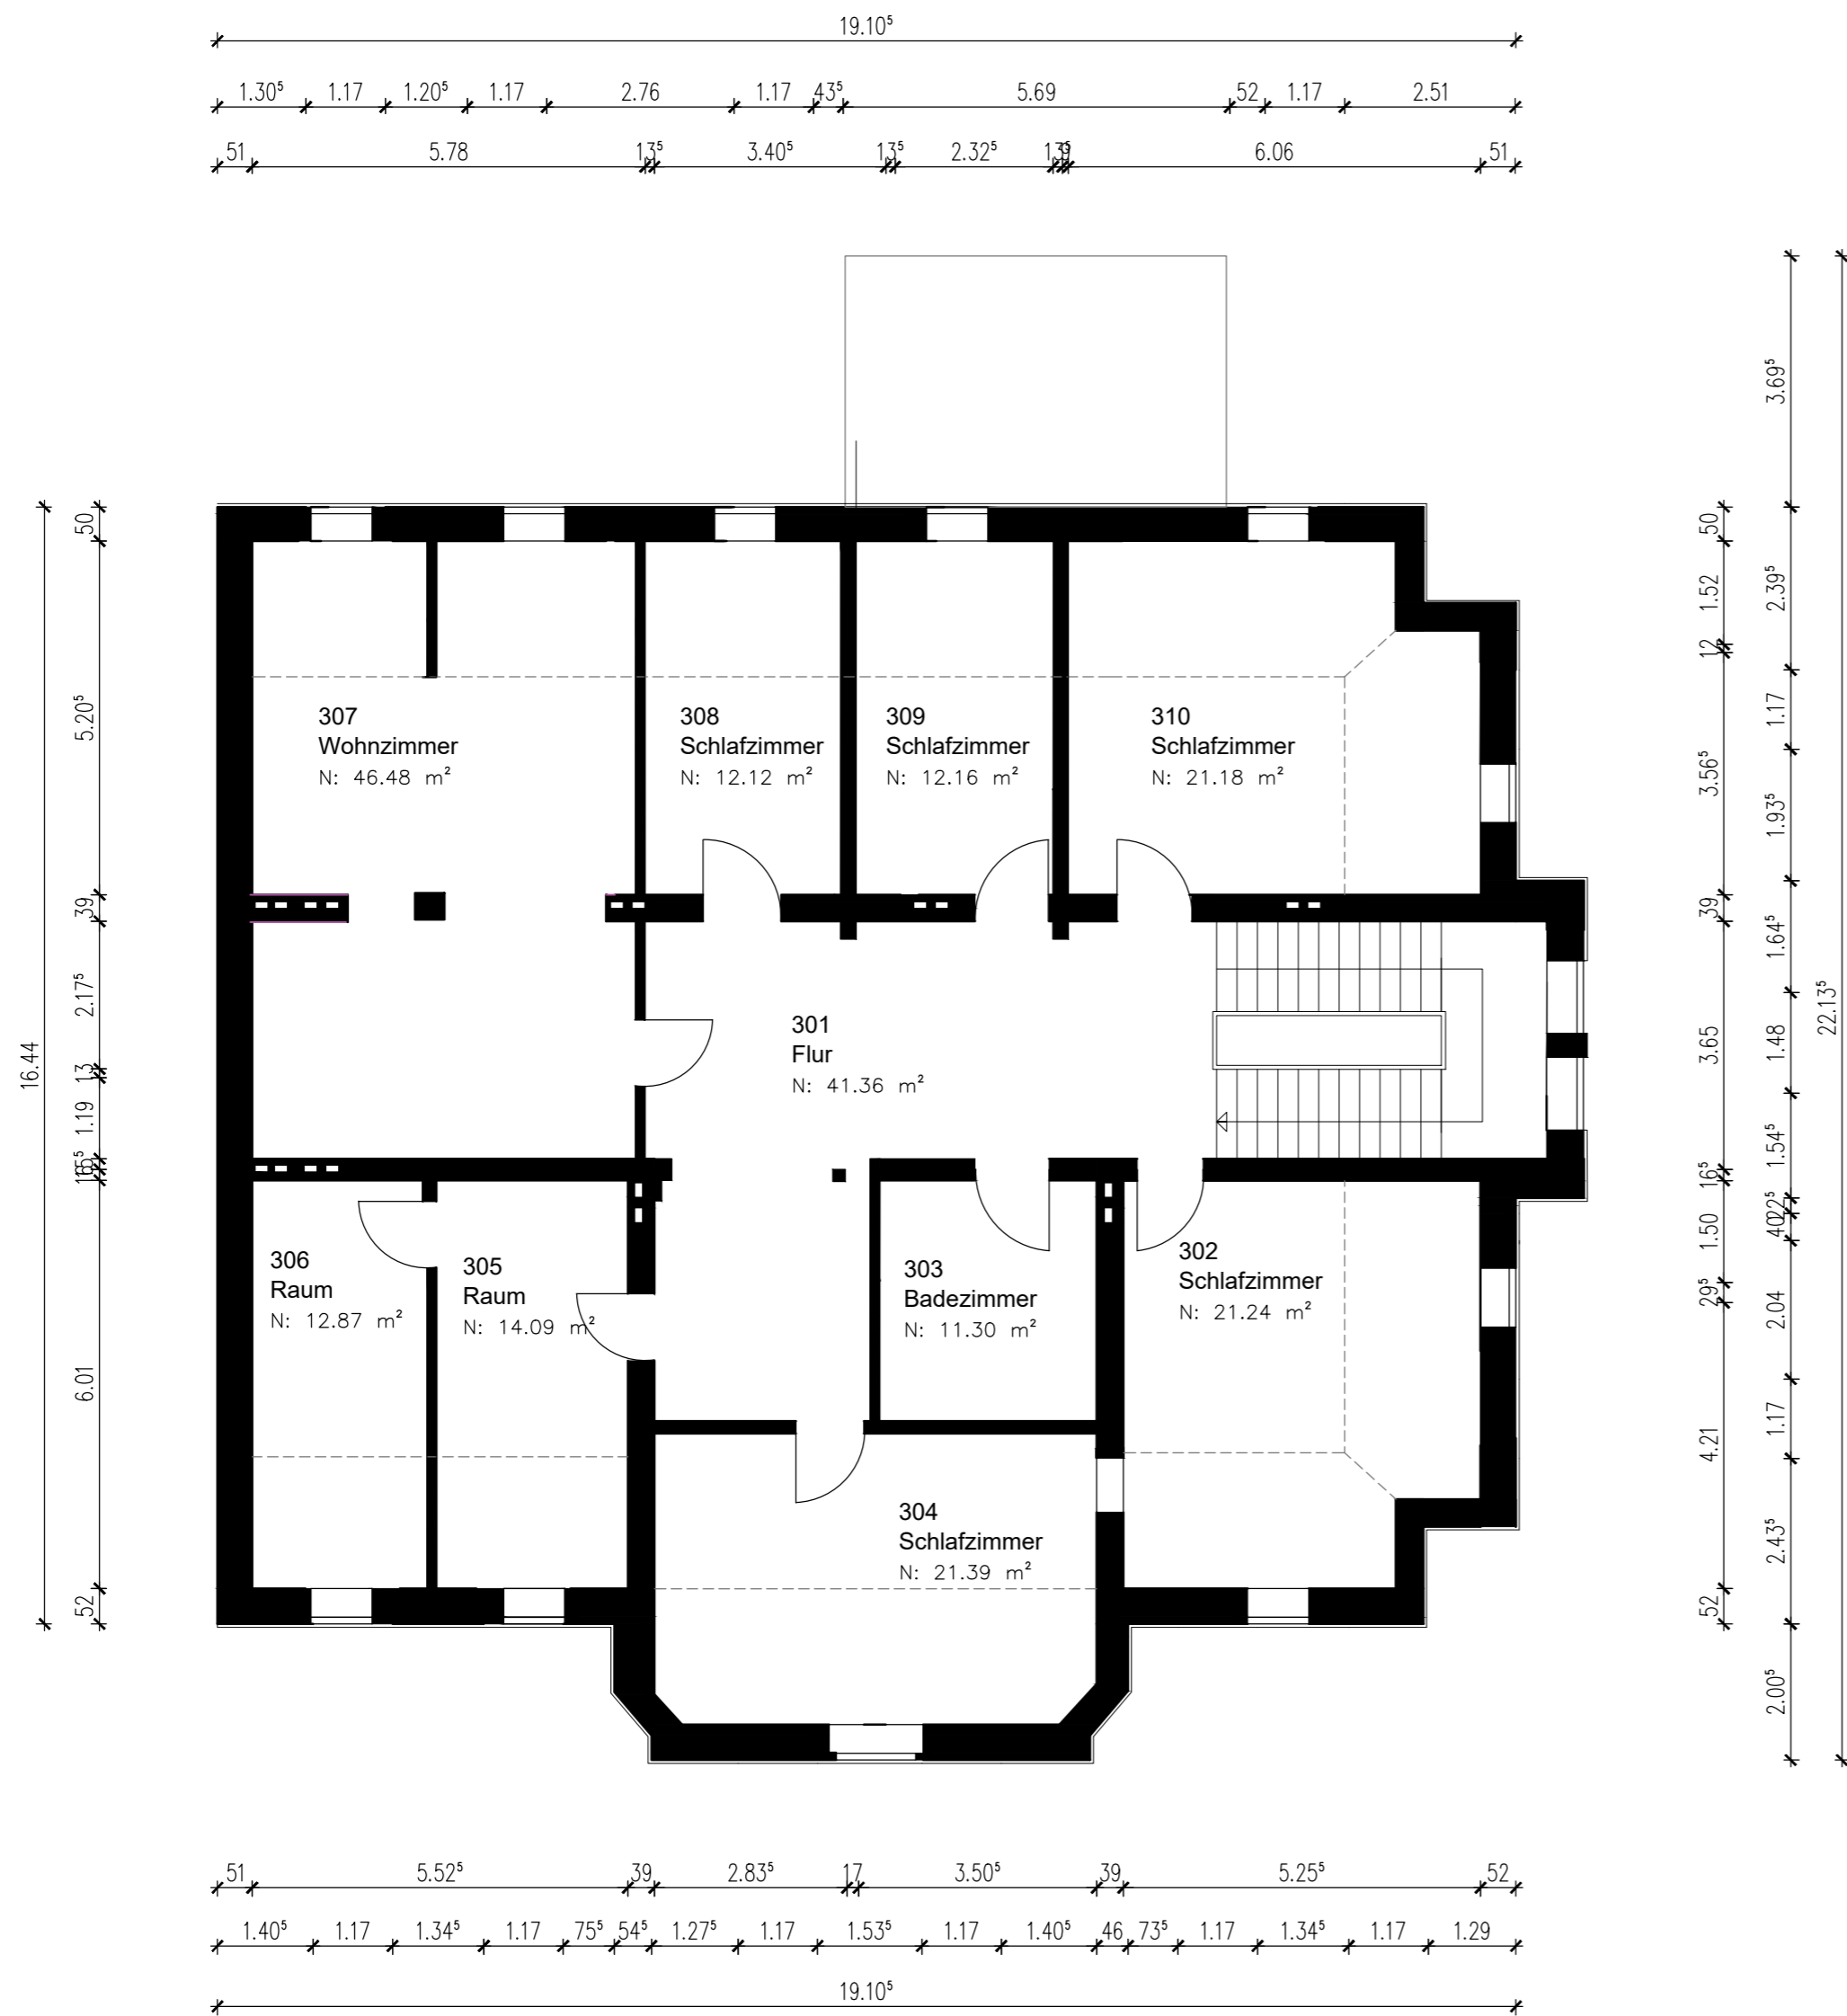 19.10⁵
1.30⁵ 1.17 1.20⁵ 1.17 2.76 1.17 43⁵ 5.69 52 1.17 2.51
51 5.78 13⁵ 3.40⁵ 13⁵ 2.32⁵ 6.06 51
3.69⁵
50 5.20⁵ 39 2.17⁵ 13 1.19 6.01 52
16.44
50 1.52 12 3.56⁵ 39 3.65 16⁵ 1.50 29⁵ 4.21 52
2.39⁵ 1.17 1.93⁵ 1.64⁵ 1.48 1.54⁵ 22⁵ 40 2.04 1.17 2.43⁵ 2.00⁵
22.13⁵
307
Wohnzimmer
N: 46.48 m²
308
Schlafzimmer
N: 12.12 m²
309
Schlafzimmer
N: 12.16 m²
310
Schlafzimmer
N: 21.18 m²
301
Flur
N: 41.36 m²
306
Raum
N: 12.87 m²
305
Raum
N: 14.09 m²
303
Badezimmer
N: 11.30 m²
302
Schlafzimmer
N: 21.24 m²
304
Schlafzimmer
N: 21.39 m²
51 5.52⁵ 39 2.83⁵ 17 3.50⁵ 39 5.25⁵ 52
1.40⁵ 1.17 1.34⁵ 1.17 75⁵ 54⁵ 1.27⁵ 1.17 1.53⁵ 1.17 1.40⁵ 46 73⁵ 1.17 1.34⁵ 1.17 1.29
19.10⁵